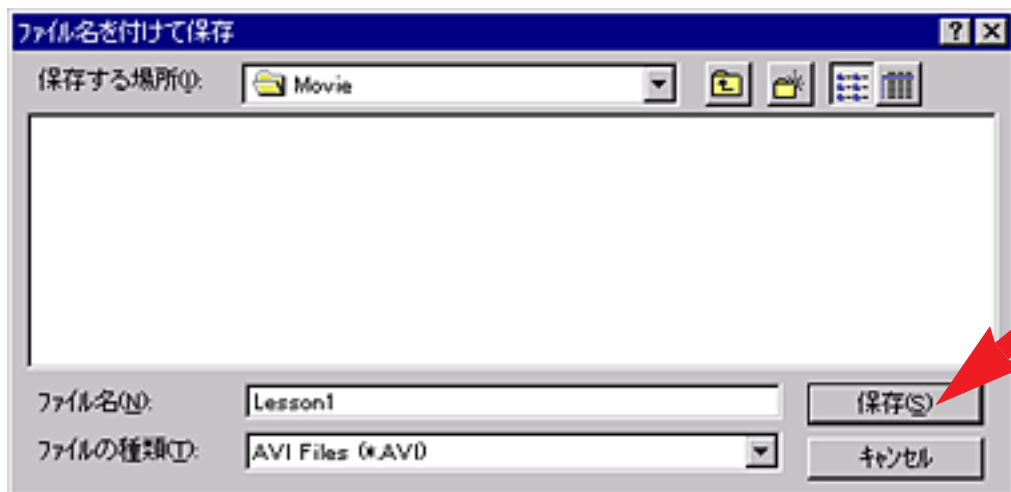 ファイル名を付けて保存
保存する場所(I):
Movie
ファイル名(N):
Lesson1
保存(S)
ファイルの種類(T):
AVI Files (*.AVI)
キャンセル